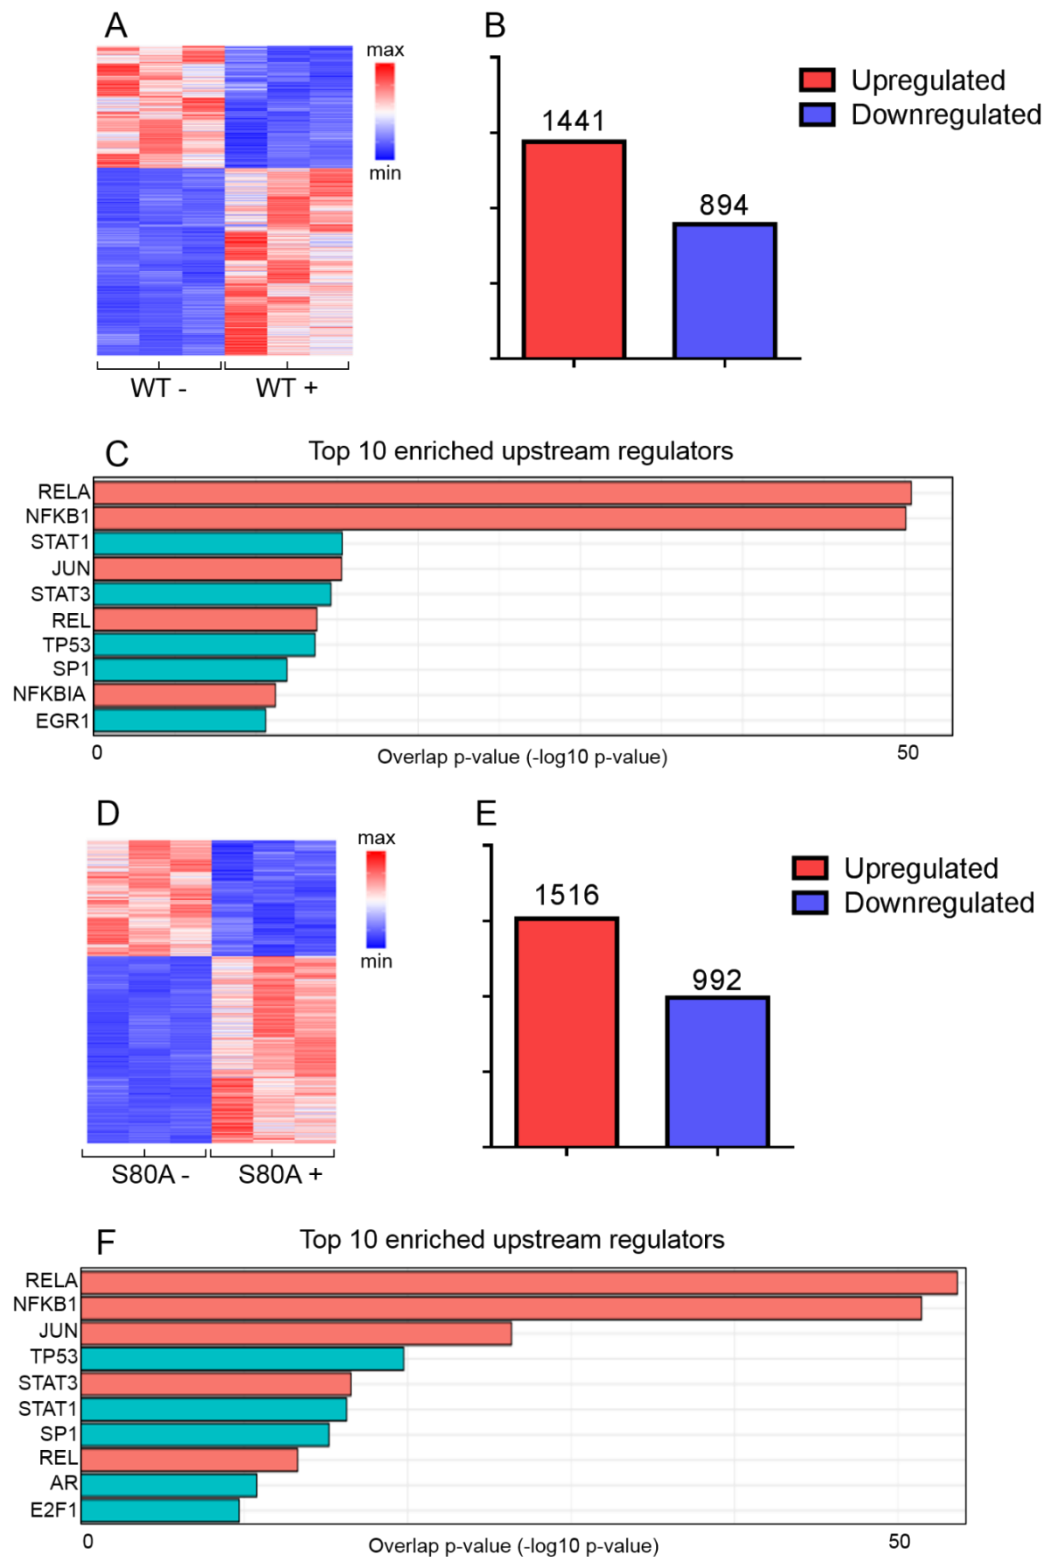 A
B
max
min
WT -
WT +
1441
894
Upregulated
Downregulated
C
Top 10 enriched upstream regulators
RELA
NFKB1
STAT1
JUN
STAT3
REL
TP53
SP1
NFKBIA
EGR1
0
50
Overlap p-value (-log10 p-value)
D
E
max
min
S80A -
S80A +
1516
992
Upregulated
Downregulated
F
Top 10 enriched upstream regulators
RELA
NFKB1
JUN
TP53
STAT3
STAT1
SP1
REL
AR
E2F1
0
50
Overlap p-value (-log10 p-value)